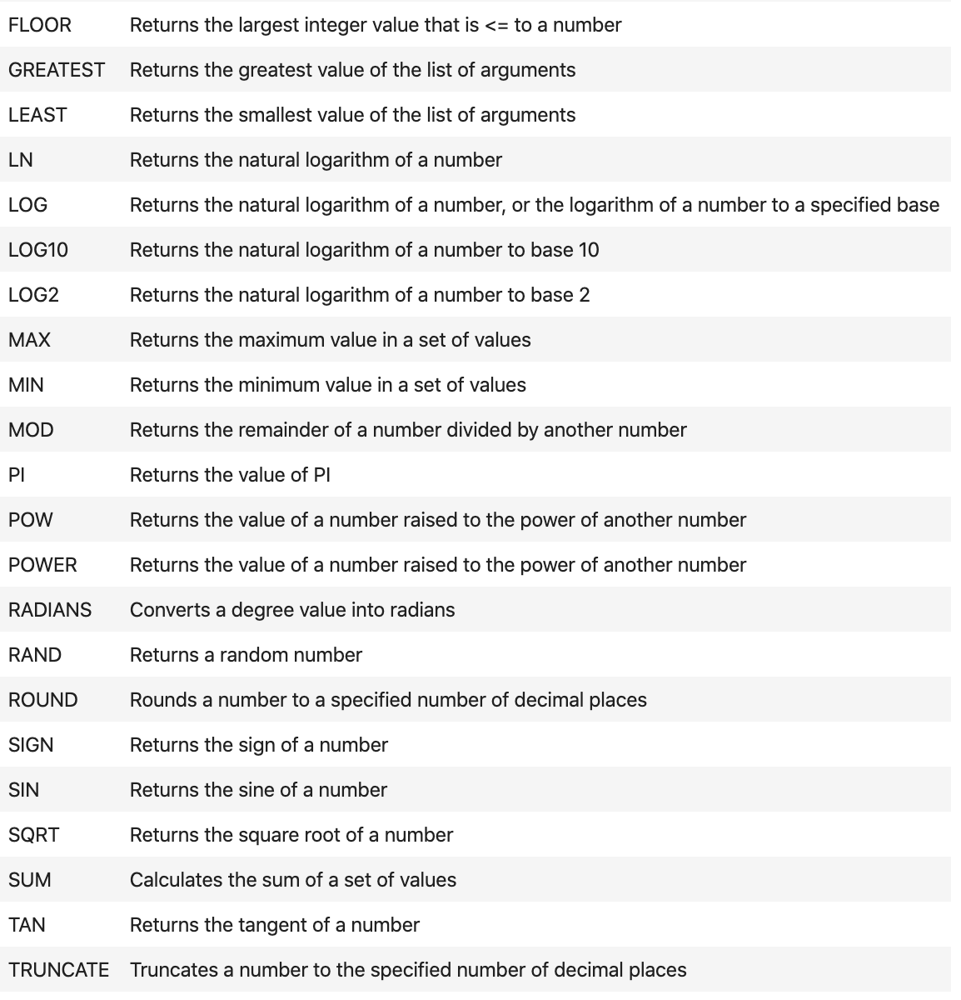 FLOOR Returns the largest integer value that is <= to a number
GREATEST Returns the greatest value of the list of arguments
LEAST Returns the smallest value of the list of arguments
LN Returns the natural logarithm of a number
LOG Returns the natural logarithm of a number, or the logarithm of a number to a specified base
LOG10 Returns the natural logarithm of a number to base 10
LOG2 Returns the natural logarithm of a number to base 2
MAX Returns the maximum value in a set of values
MIN Returns the minimum value in a set of values
MOD Returns the remainder of a number divided by another number
PI Returns the value of PI
POW Returns the value of a number raised to the power of another number
POWER Returns the value of a number raised to the power of another number
RADIANS Converts a degree value into radians
RAND Returns a random number
ROUND Rounds a number to a specified number of decimal places
SIGN Returns the sign of a number
SIN Returns the sine of a number
SQRT Returns the square root of a number
SUM Calculates the sum of a set of values
TAN Returns the tangent of a number
TRUNCATE Truncates a number to the specified number of decimal places